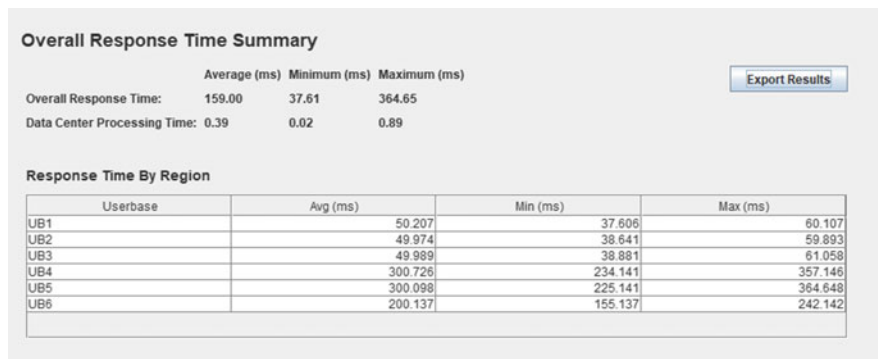 Overall Response Time Summary
Average (ms) Minimum (ms) Maximum (ms)
Export Results
Overall Response Time: 159.00 37.61 364.65
Data Center Processing Time: 0.39 0.02 0.89
Response Time By Region
Userbase Avg (ms) Min (ms) Max (ms)
UB1 50.207 37.606 60.107
UB2 49.974 38.641 59.893
UB3 49.989 38.881 61.058
UB4 300.726 234.141 357.146
UB5 300.098 225.141 364.648
UB6 200.137 155.137 242.142